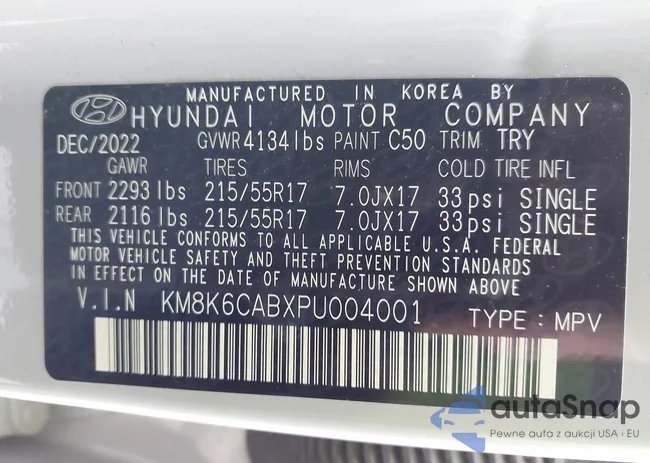 MANUFACTURED IN KOREA BY
HYUNDAI MOTOR COMPANY
DEC/2022 GVWR 4134lbs PAINT C50 TRIM TRY
GAWR TIRES RIMS COLD TIRE INFL
FRONT 2293 lbs 215/55R17 7.0JX17 33psi SINGLE
REAR 2116 lbs 215/55R17 7.0JX17 33psi SINGLE
THIS VEHICLE CONFORMS TO ALL APPLICABLE U.S.A. FEDERAL
MOTOR VEHICLE SAFETY AND THEFT PREVENTION STANDARDS
IN EFFECT ON THE DATE OF MANUFACTURE SHOWN ABOVE
V.I.N KM8K6CABXPU004001 TYPE : MPV
autoSnap
Pewne auta z aukcji USA i EU